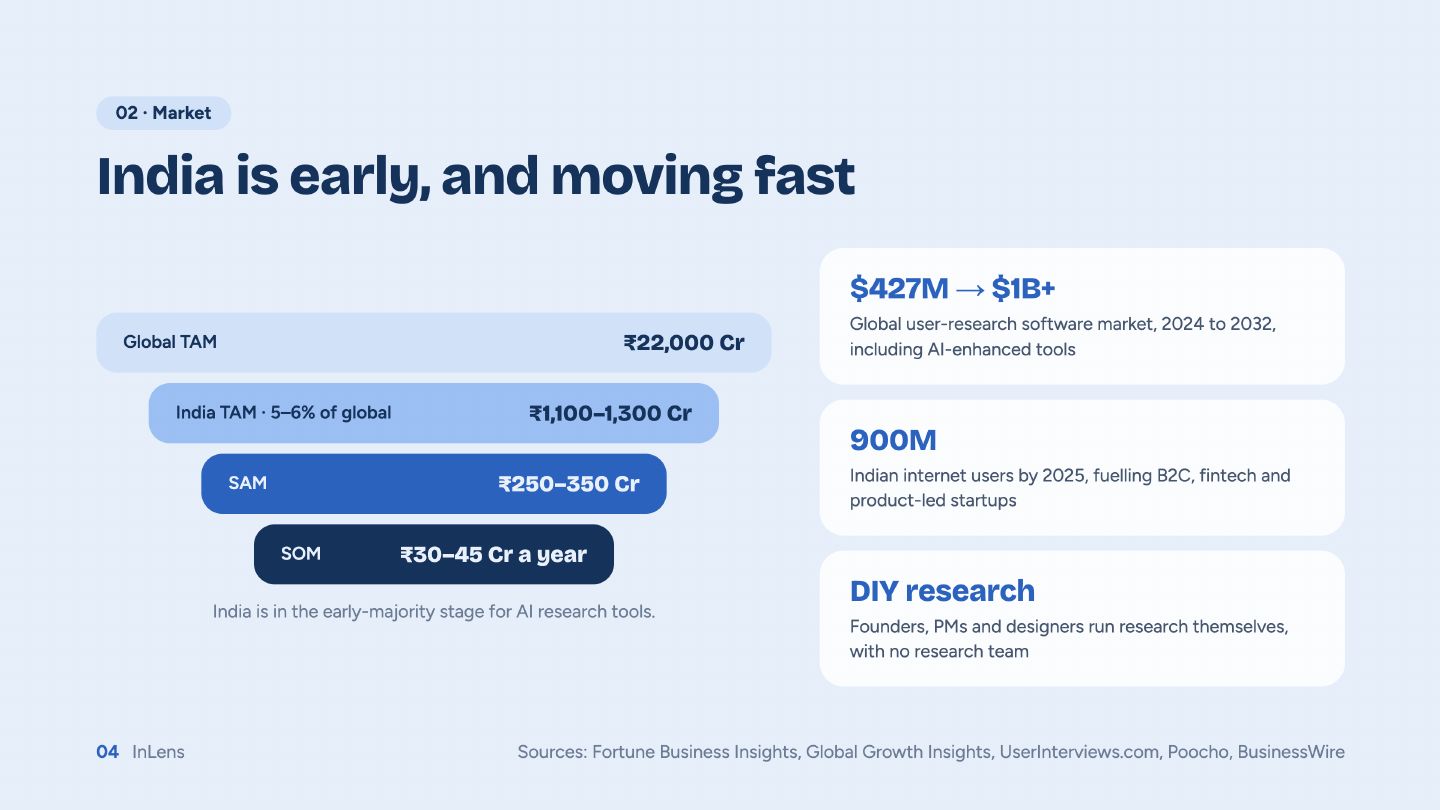 02 · Market
India is early, and moving fast
Global TAM ₹22,000 Cr
India TAM · 5–6% of global ₹1,100–1,300 Cr
SAM ₹250–350 Cr
SOM ₹30–45 Cr a year
India is in the early-majority stage for AI research tools.
$427M → $1B+
Global user-research software market, 2024 to 2032,
including AI-enhanced tools
900M
Indian internet users by 2025, fuelling B2C, fintech and
product-led startups
DIY research
Founders, PMs and designers run research themselves,
with no research team
04 InLens
Sources: Fortune Business Insights, Global Growth Insights, UserInterviews.com, Poocho, BusinessWire